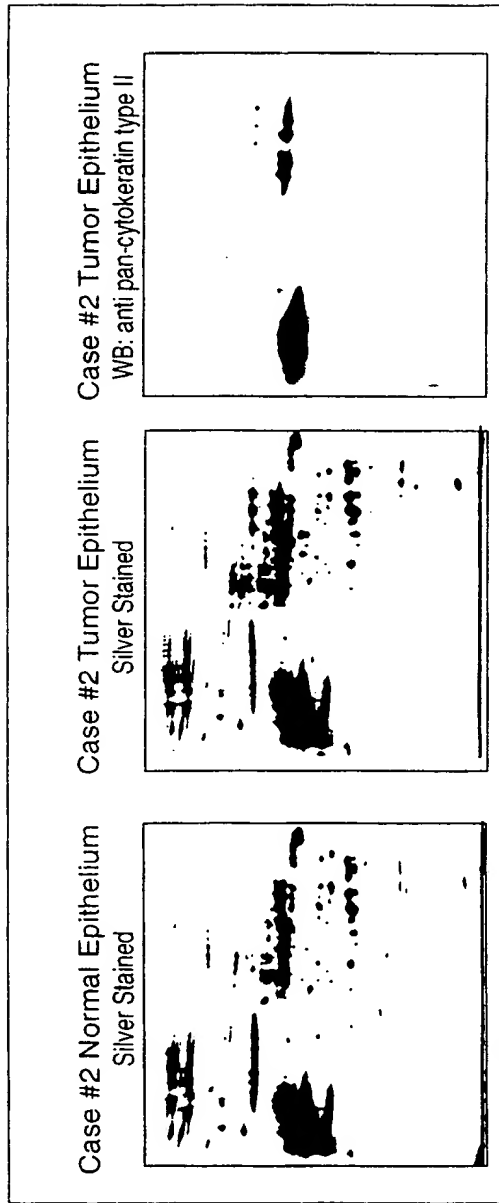 Case #2 Normal Epithelium
Silver Stained
Case #2 Tumor Epithelium
Silver Stained
Case #2 Tumor Epithelium
WB: anti pan-cytokeratin type II